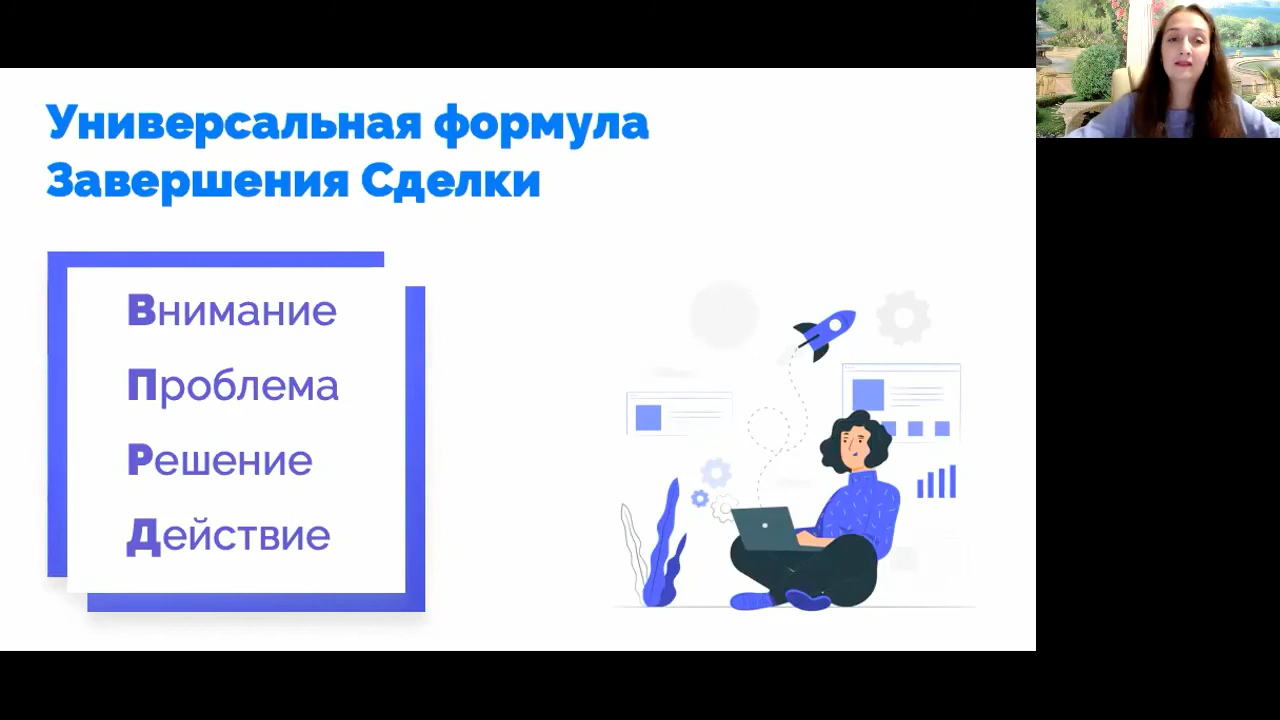 Универсальная формула
Завершения Сделки
Внимание
Проблема
Решение
Действие